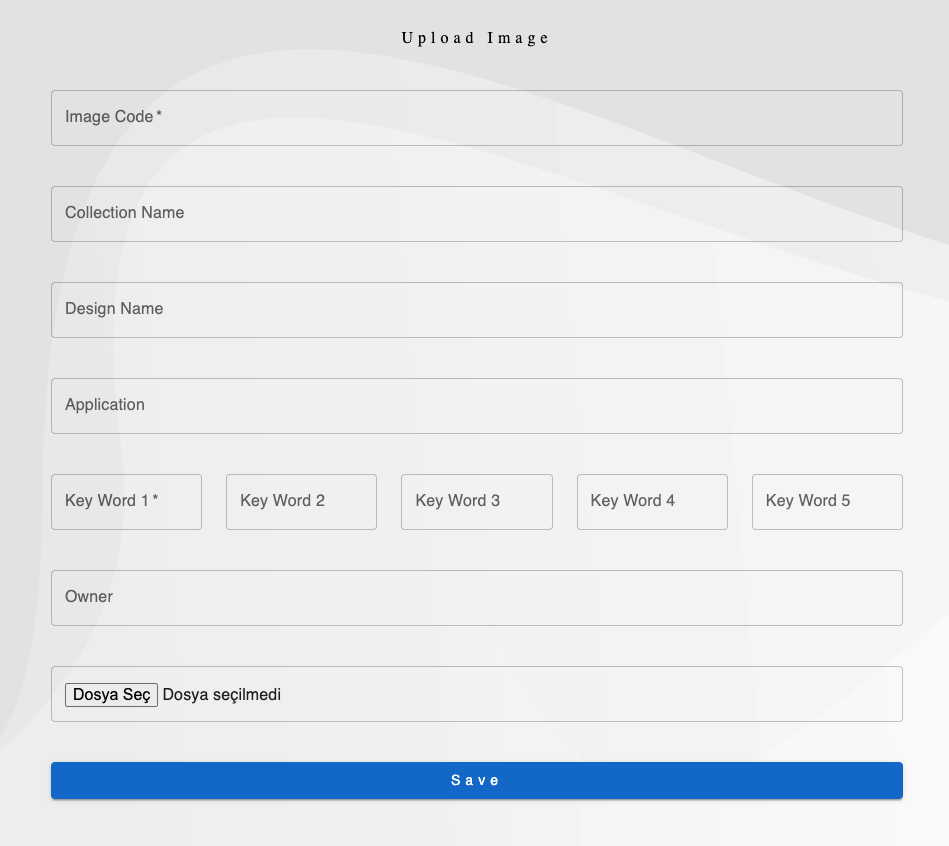 Upload Image
Image Code *
Collection Name
Design Name
Application
Key Word 1 * Key Word 2 Key Word 3 Key Word 4 Key Word 5
Owner
Dosya Seç Dosya seçilmedi
Save